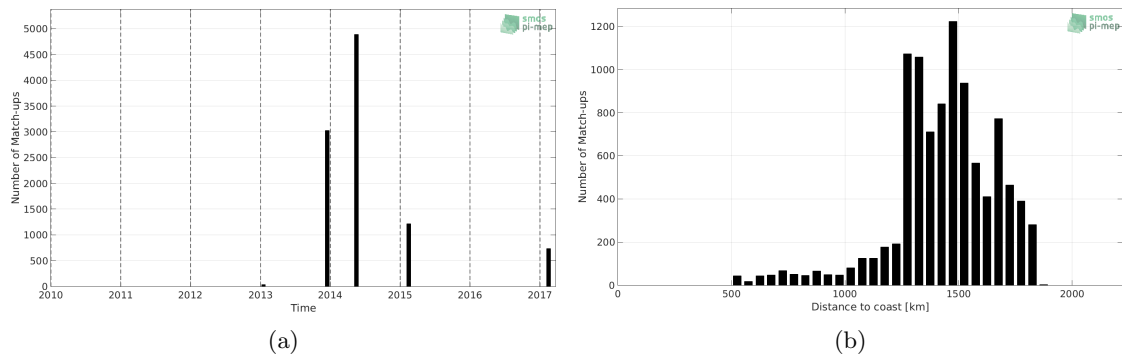 smos
pi-mep
Number of Match-ups
5000
4500
4000
3500
3000
2500
2000
1500
1000
500
0
2010 2011 2012 2013 2014 2015 2016 2017
Time
(a)
smos
pi-mep
Number of Match-ups
1200
1000
800
600
400
200
0
0 500 1000 1500 2000
Distance to coast [km]
(b)